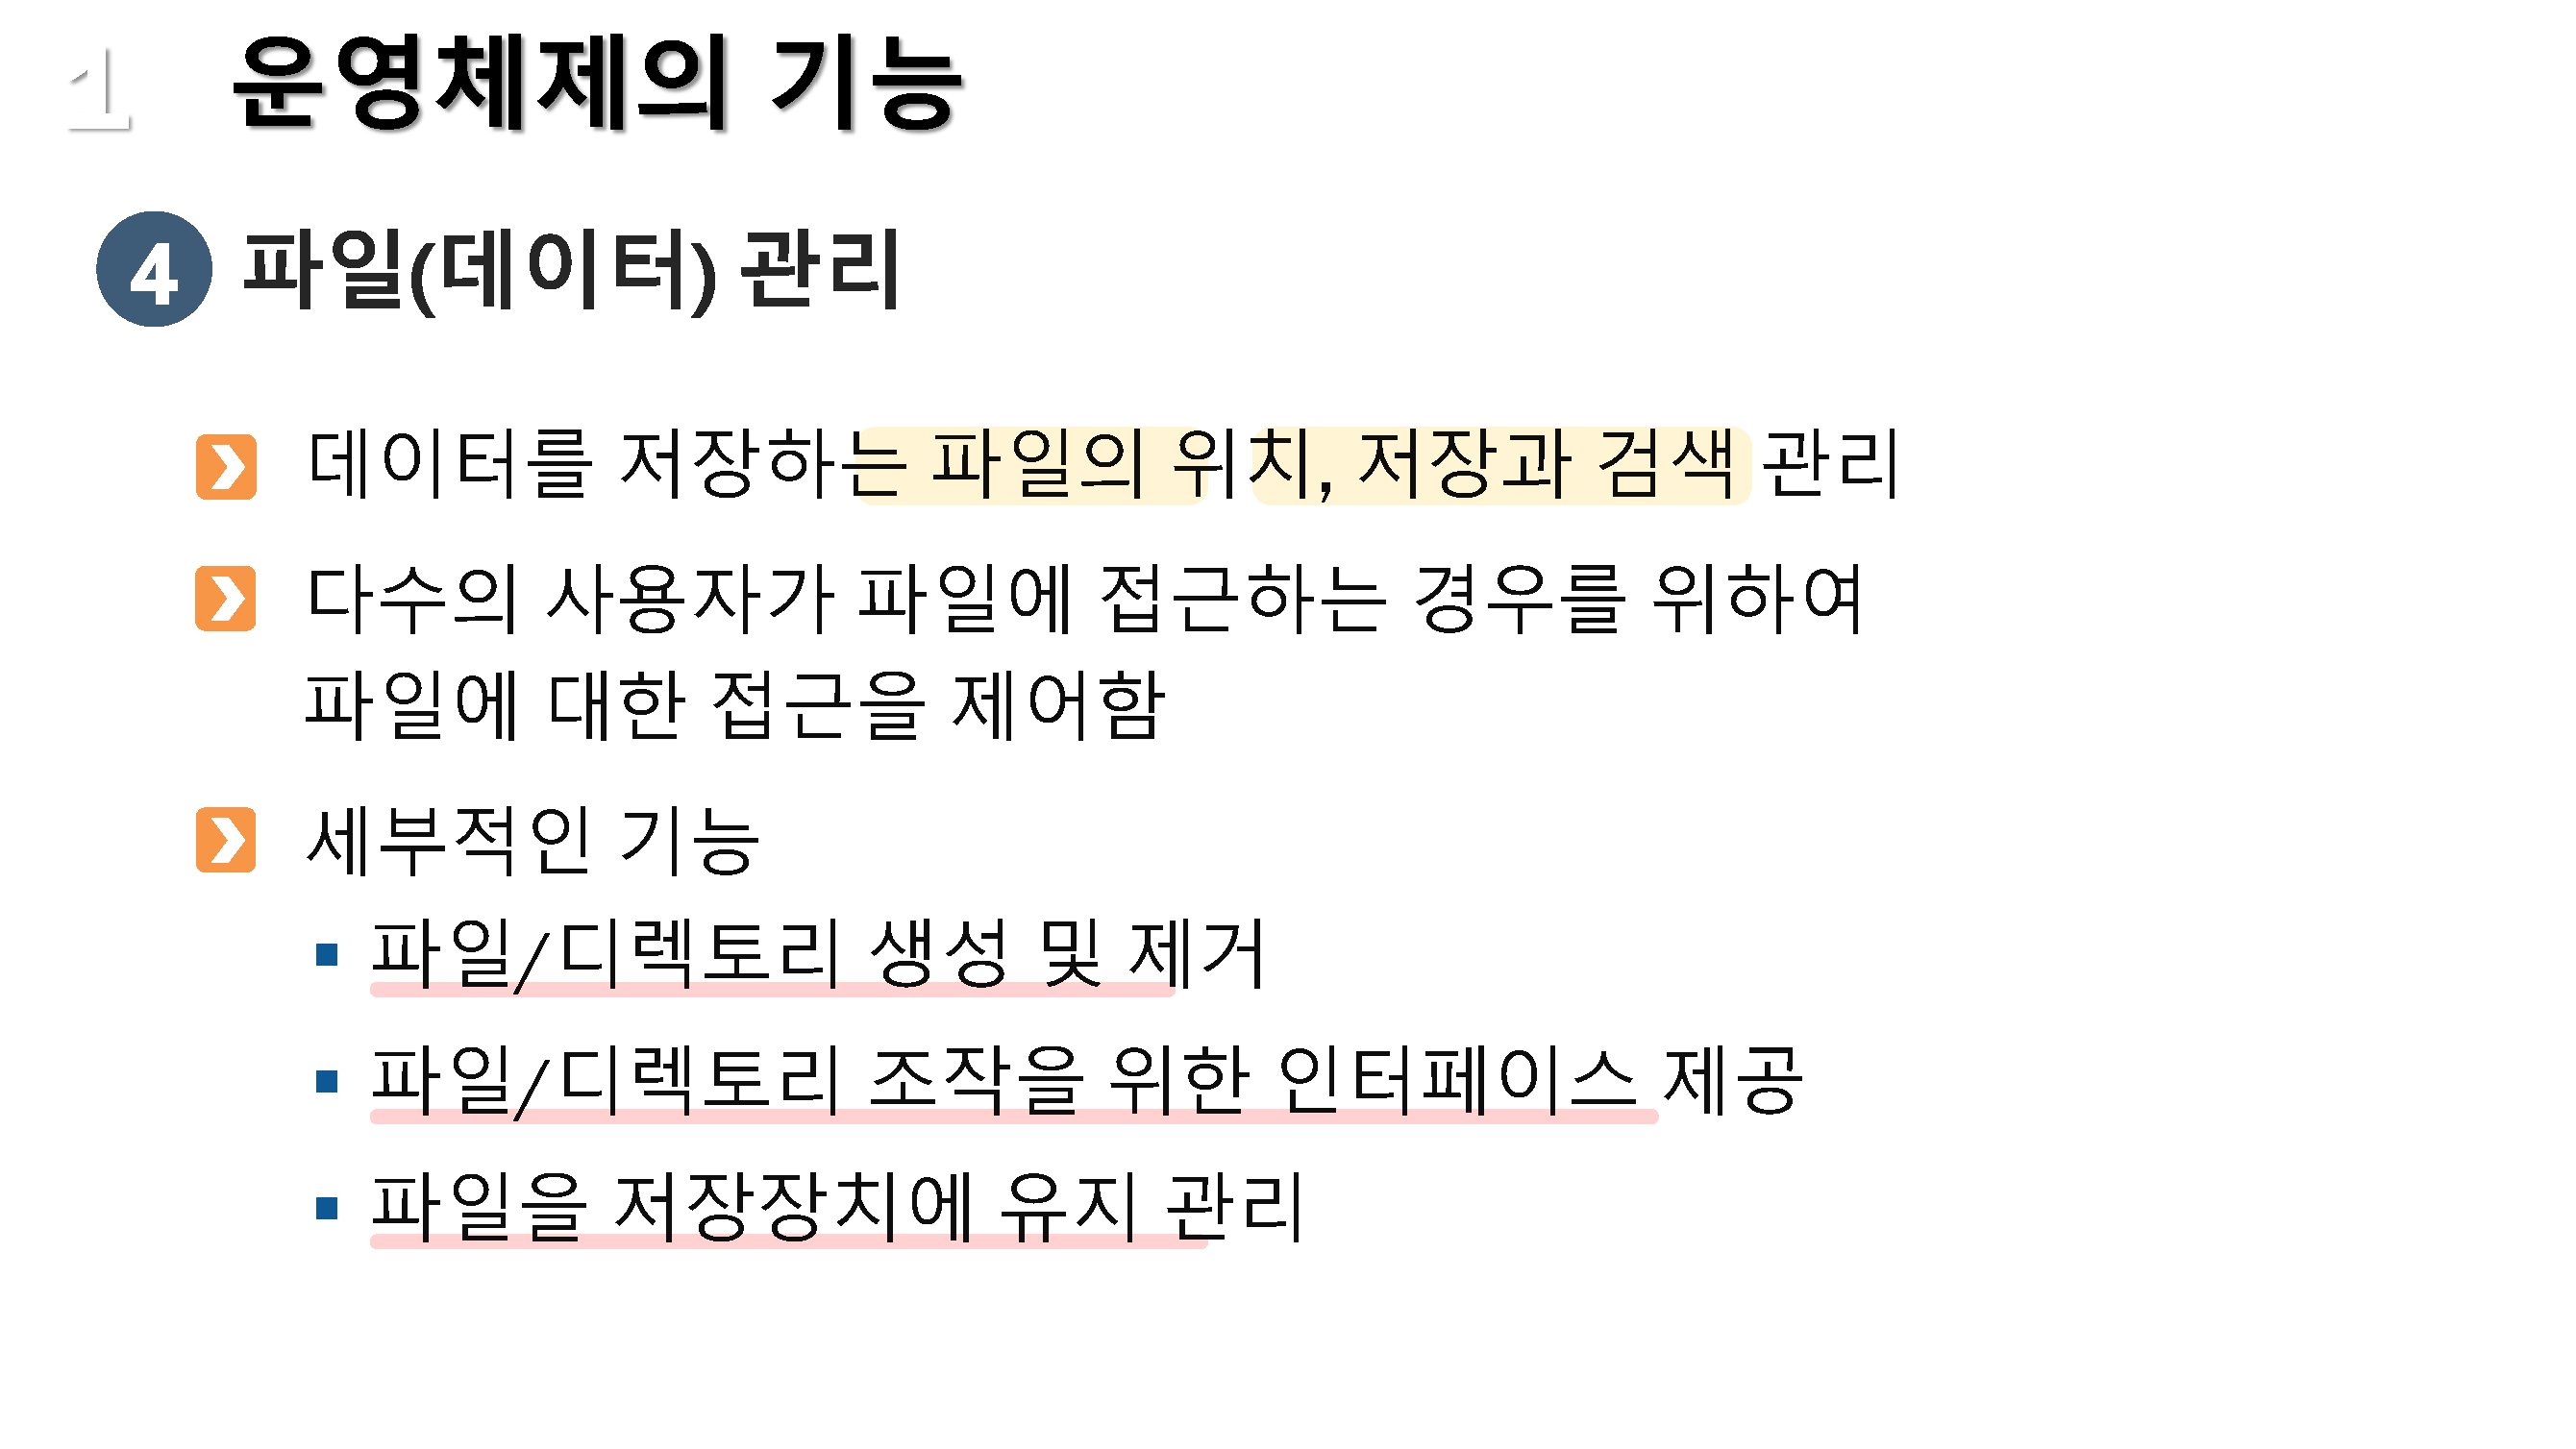 1 운영체제의 기능
4 파일(데이터) 관리
데이터를 저장하는 파일의 위치, 저장과 검색 관리
다수의 사용자가 파일에 접근하는 경우를 위하여
파일에 대한 접근을 제어함
세부적인 기능
▪ 파일/디렉토리 생성 및 제거
▪ 파일/디렉토리 조작을 위한 인터페이스 제공
▪ 파일을 저장장치에 유지 관리